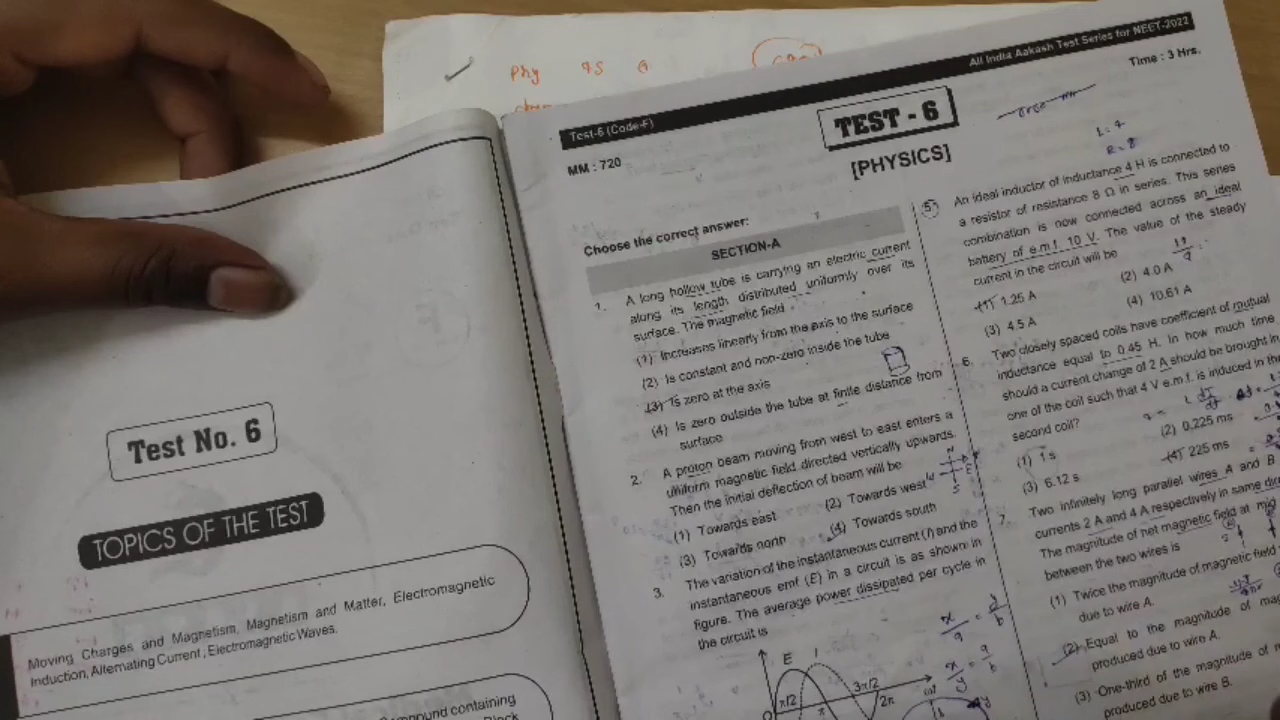 Phy 45
Test No. 6
TOPICS OF THE TEST
Moving Charges and Magnetism, Magnetism and Matter, Electromagnetic
Induction, Alternating Current, Electromagnetic Waves.
containing
Block
Test-6 (Code-F)
All India Aakash Test Series for NEET-2022
TEST - 6
MM : 720
Time : 3 Hrs.
[PHYSICS]
Choose the correct answer:
SECTION-A
1. A long hollow tube is carrying an electric current
along its length distributed uniformly over its
surface. The magnetic field
(1) Increases linearly from the axis to the surface
(2) Is constant and non-zero inside the tube
(3) Is zero at the axis
(4) Is zero outside the tube at finite distance from
surface
2. A proton beam moving from west to east enters a
uniform magnetic field directed vertically upwards.
Then the initial deflection of beam will be
(1) Towards east
(2) Towards west
(3) Towards north
(4) Towards south
3. The variation of the instantaneous current (I) and the
instantaneous emf (E) in a circuit is as shown in
figure. The average power dissipated per cycle in
the circuit is
E I
π/2 π 3π/2 2π ωt
L = 4
R = 8
5. An ideal inductor of inductance 4 H is connected to
a resistor of resistance 8 Ω in series. This series
combination is now connected across an ideal
battery of e.m.f. 10 V. The value of the steady
current in the circuit will be
(1) 1.25 A
(2) 4.0 A
(3) 4.5 A
(4) 10.61 A
6. Two closely spaced coils have coefficient of mutual
inductance equal to 0.45 H. In how much time
should a current change of 2 A should be brought in
one of the coil such that 4 V e.m.f. is induced in the
second coil?
(1) 1 s
(2) 0.225 ms
(3) 6.12 s
(4) 225 ms
7. Two infinitely long parallel wires A and B
currents 2 A and 4 A respectively in same
The magnitude of net magnetic field at
between the two wires is
(1) Twice the magnitude of magnetic field
due to wire A.
(2) Equal to the magnitude of
produced due to wire A.
(3) One-third of the magnitude of
produced due to wire B.